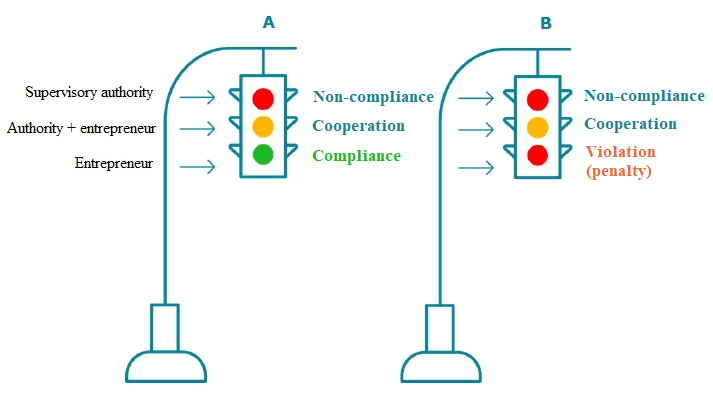 A
B
Supervisory authority
Non-compliance
Non-compliance
Authority + entrepreneur
Cooperation
Cooperation
Entrepreneur
Compliance
Violation
(penalty)